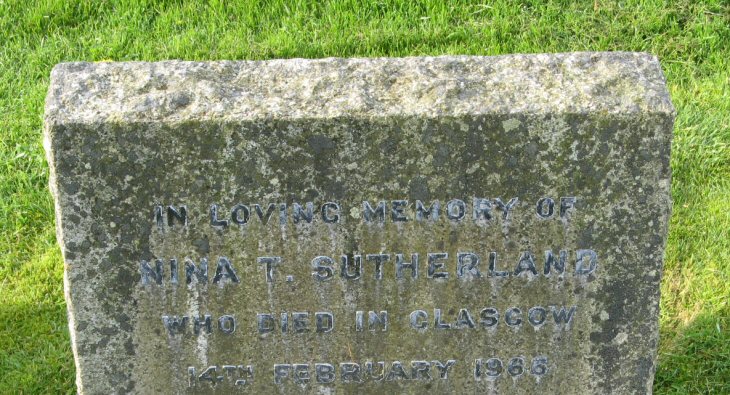 IN LOVING MEMORY OF
NINA T. SUTHERLAND
WHO DIED IN GLASGOW
14TH FEBRUARY 1965